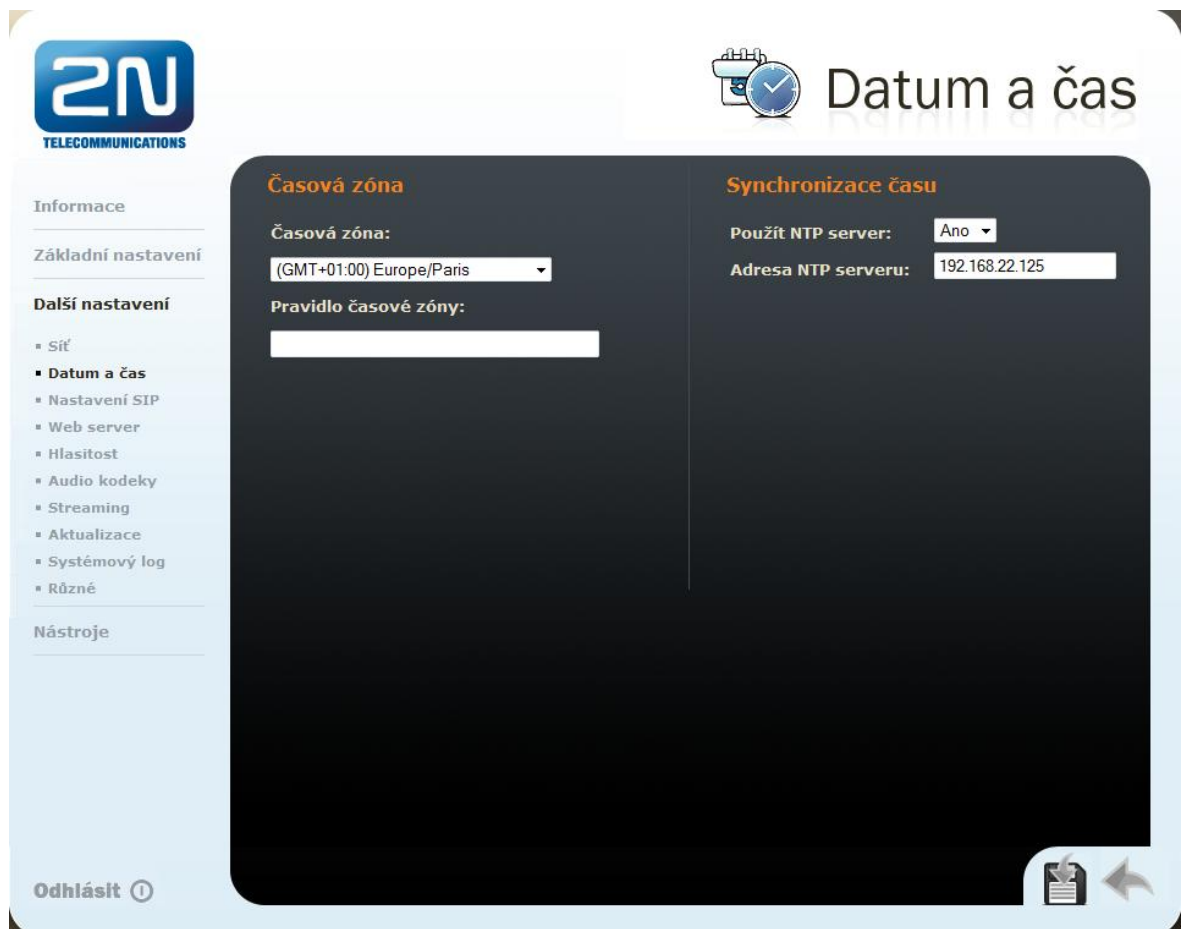 2N
TELECOMMUNICATIONS
Datum a čas
Informace
Základní nastavení
Další nastavení
Síť
Datum a čas
Nastavení SIP
Web server
Hlasitost
Audio kodeky
Streaming
Aktualizace
Systémový log
Různé
Nástroje
Odhlásit
Časová zóna
Časová zóna:
(GMT+01:00) Europe/Paris
Pravidlo časové zóny:
Synchronizace času
Použít NTP server: Ano
Adresa NTP serveru: 192.168.22.125